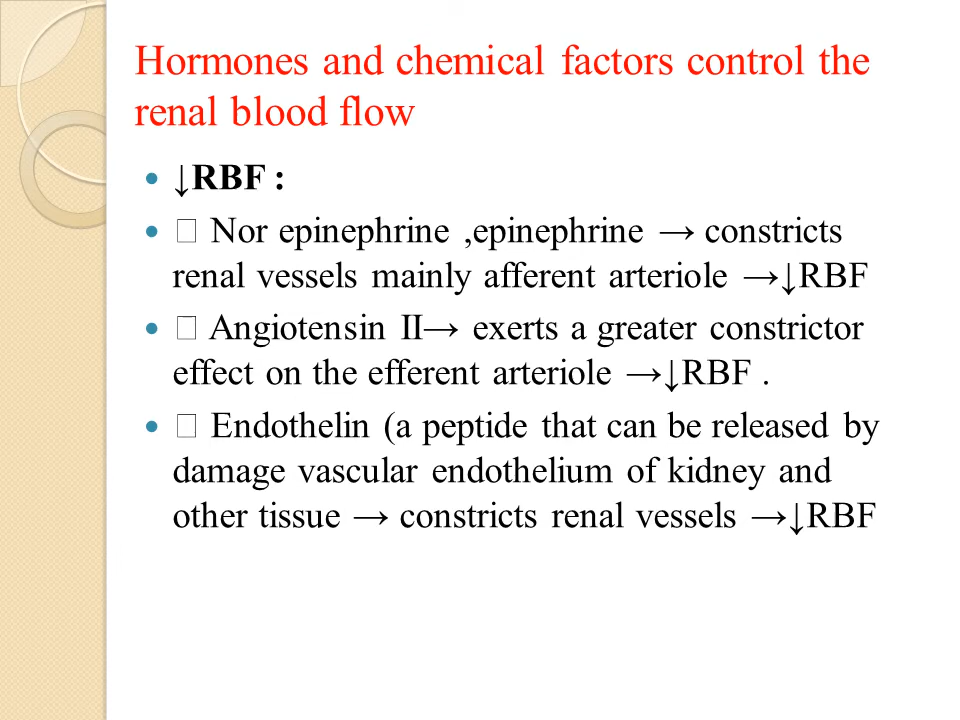 Hormones and chemical factors control the
renal blood flow
• ↓RBF :
•  Nor epinephrine ,epinephrine → constricts
renal vessels mainly afferent arteriole →↓RBF
•  Angiotensin II→ exerts a greater constrictor
effect on the efferent arteriole →↓RBF .
•  Endothelin (a peptide that can be released by
damage vascular endothelium of kidney and
other tissue → constricts renal vessels →↓RBF